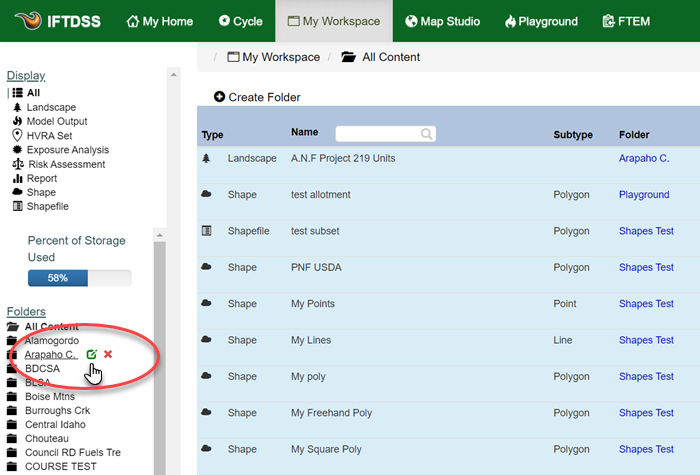 IFTDSS My Home Cycle My Workspace Map Studio Playground FTEM
/ My Workspace / All Content
Display
All
Landscape
Model Output
HVRA Set
Exposure Analysis
Risk Assessment
Report
Shape
Shapefile
Percent of Storage
Used
58%
Folders
All Content
Alamogordo
Arapaho C.
BDCSA
BLSA
Boise Mtns
Burroughs Crk
Central Idaho
Chouteau
Council RD Fuels Tre
COURSE TEST
Create Folder
Type Name Subtype Folder
Landscape A.N.F Project 219 Units Arapaho C.
Shape test allotment Polygon Playground
Shapefile test subset Polygon Shapes Test
Shape PNF USDA Polygon Shapes Test
Shape My Points Point Shapes Test
Shape My Lines Line Shapes Test
Shape My poly Polygon Shapes Test
Shape My Freehand Poly Polygon Shapes Test
Shape My Square Poly Polygon Shapes Test